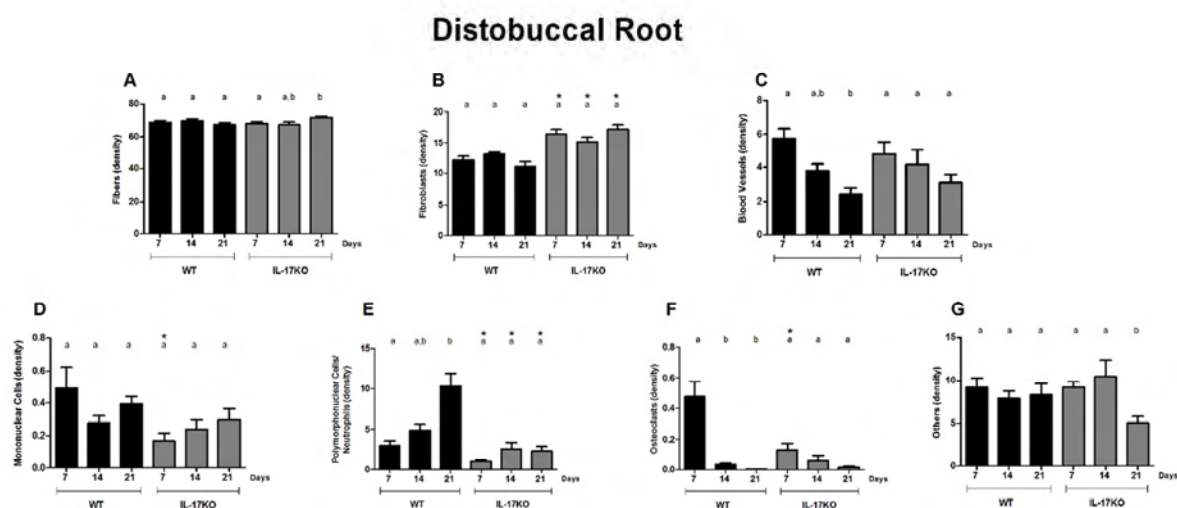 Distobuccal Root
A
a a a a a,b b
Fibers (density)
80
60
40
20
0
7 14 21 7 14 21 Days
WT IL-17KO
B
* * *
a a a a a a
Fibroblasts (density)
20
15
10
5
0
7 14 21 7 14 21 Days
WT IL-17KO
C
a a,b b a a a
Blood Vessels (density)
8
6
4
2
0
7 14 21 7 14 21 Days
WT IL-17KO
D
*
a a a a a a
Mononuclear Cells (density)
0.8
0.6
0.4
0.2
0.0
7 14 21 7 14 21 Days
WT IL-17KO
E
* * *
a a,b b a a a
Polymorphonuclear Cells/
Neutrophils (density)
15
10
5
0
7 14 21 7 14 21 Days
WT IL-17KO
F
*
a b b a a a
Osteoclasts (density)
0.8
0.6
0.4
0.2
0.0
7 14 21 7 14 21 Days
WT IL-17KO
G
a a a a a b
Others (density)
15
10
5
0
7 14 21 7 14 21 Days
WT IL-17KO